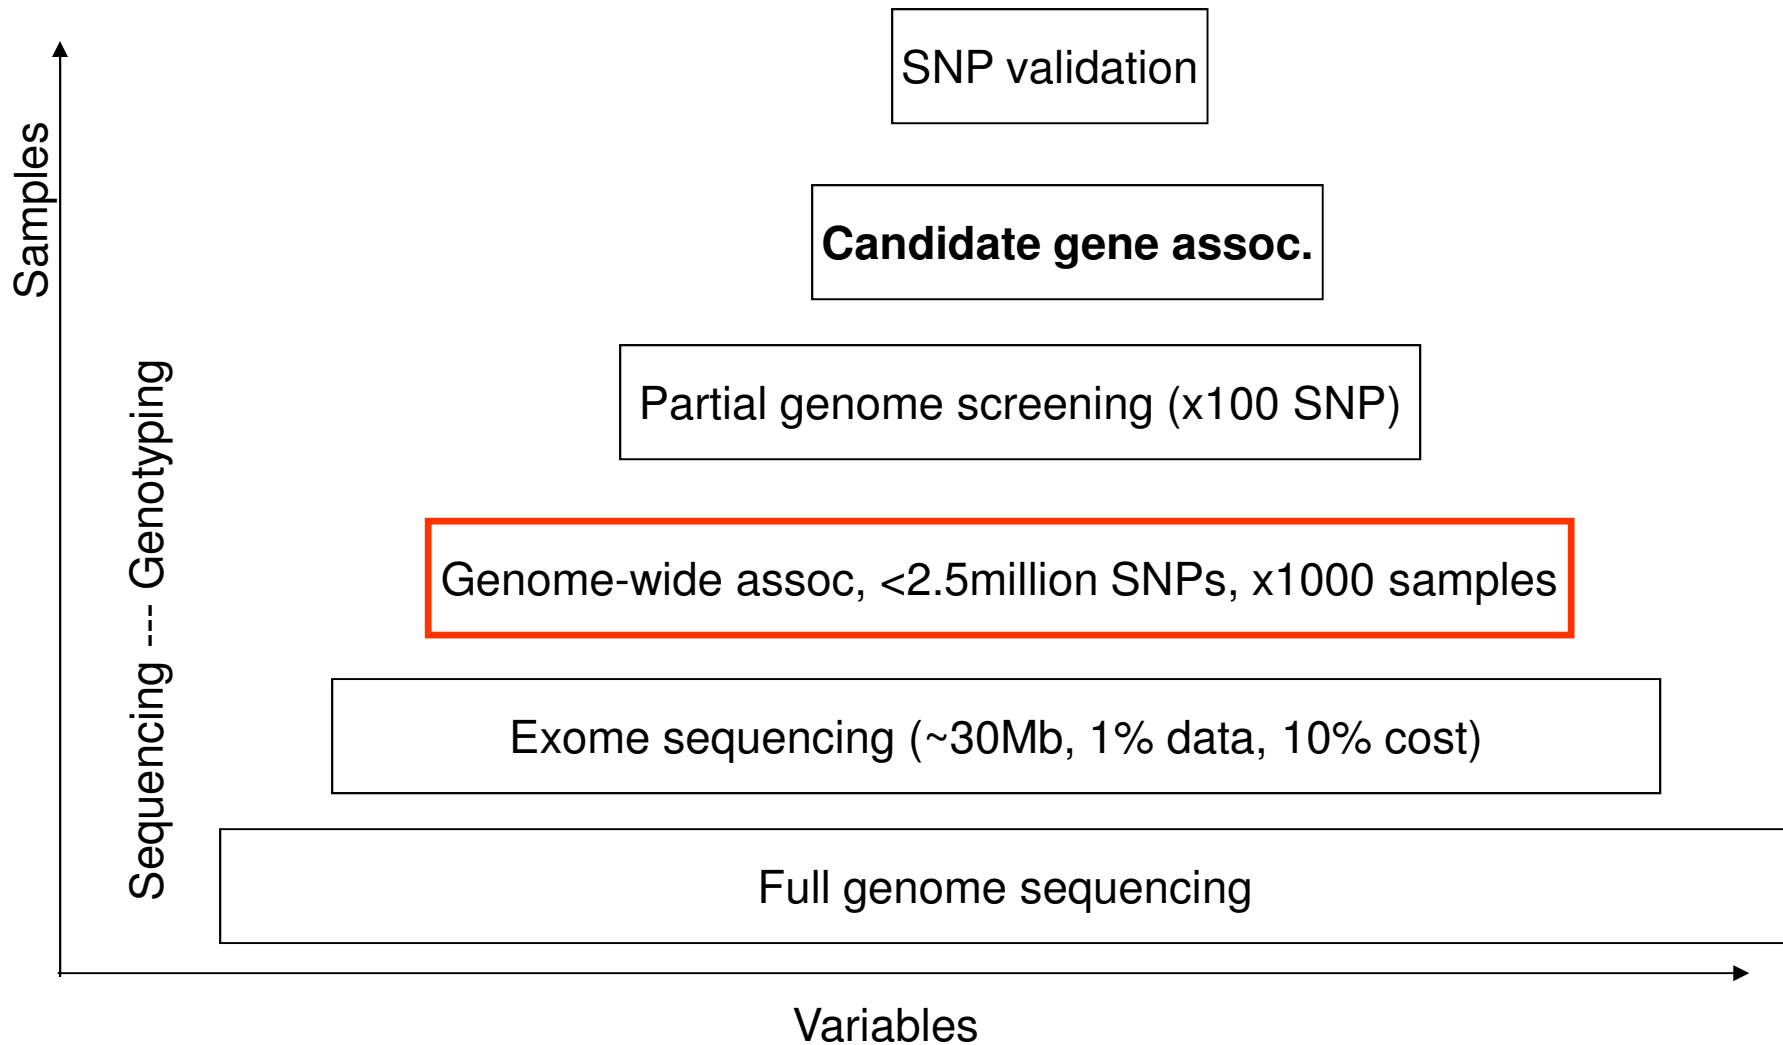 SNP validation
Samples
Candidate gene assoc.
Partial genome screening (x100 SNP)
Sequencing --- Genotyping
Genome-wide assoc, <2.5million SNPs, x1000 samples
Exome sequencing (~30Mb, 1% data, 10% cost)
Full genome sequencing
Variables